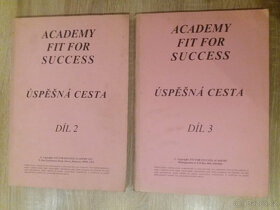 ACADEMY
FIT FOR
SUCCESS
ÚSPĚŠNÁ CESTA
DÍL 2
ACADEMY
FIT FOR
SUCCESS
ÚSPĚŠNÁ CESTA
DÍL 3